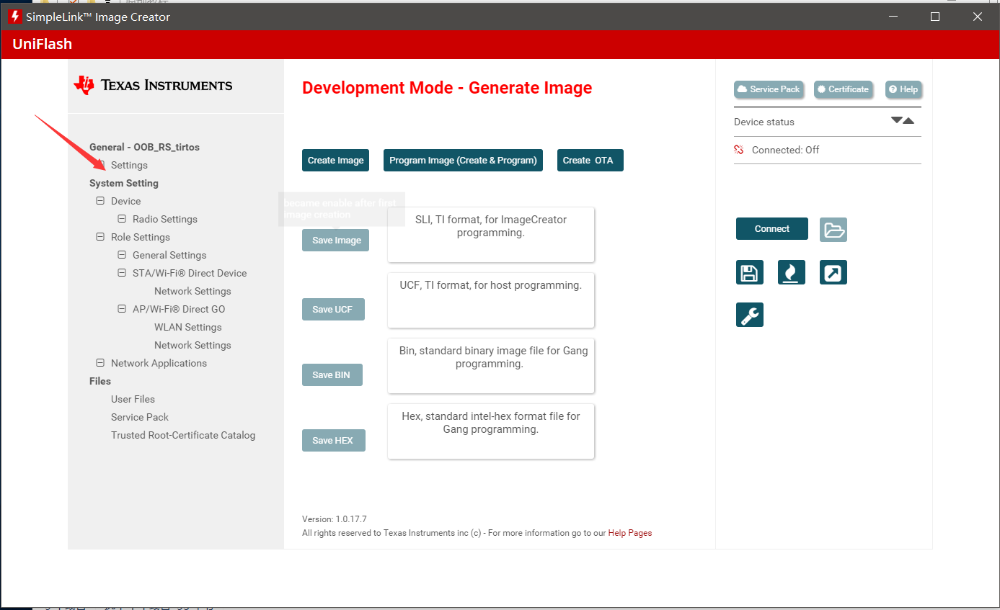 SimpleLink™ Image Creator
UniFlash
TEXAS INSTRUMENTS
General - OOB_RS_tirtos
Settings
System Setting
Device
Radio Settings
Role Settings
General Settings
STA/Wi-Fi® Direct Device
Network Settings
AP/Wi-Fi® Direct GO
WLAN Settings
Network Settings
Network Applications
Files
User Files
Service Pack
Trusted Root-Certificate Catalog
Development Mode - Generate Image
Create Image
Program Image (Create & Program)
Create OTA
became enable after first
image creation
Save Image
SLI, TI format, for ImageCreator
programming.
Save UCF
UCF, TI format, for host programming.
Save BIN
Bin, standard binary image file for Gang
programming.
Save HEX
Hex, standard intel-hex format file for
Gang programming.
Version: 1.0.17.7
All rights reserved to Texas Instruments inc (c) - For more information go to our Help Pages
Service Pack
Certificate
Help
Device status
Connected: Off
Connect